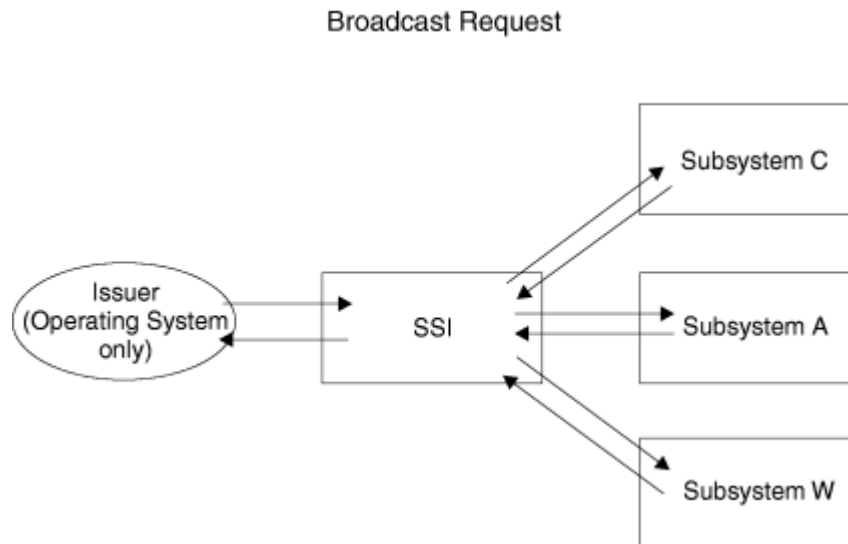 Broadcast Request
Subsystem C
Issuer
(Operating System
only)
SSI
Subsystem A
Subsystem W